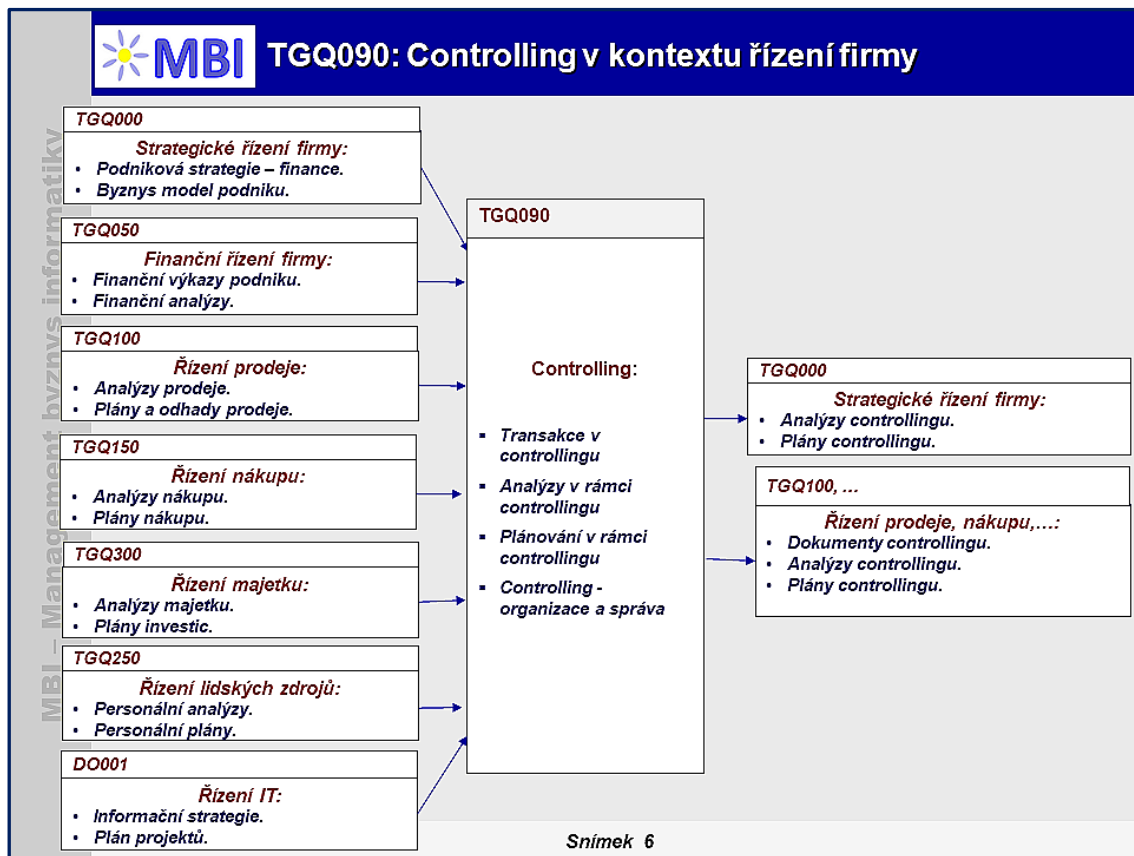 MBI
TGQ090: Controlling v kontextu řízení firmy
MBI – Management byznys informatiky
TGQ000
Strategické řízení firmy:
• Podniková strategie – finance.
• Byznys model podniku.
TGQ050
Finanční řízení firmy:
• Finanční výkazy podniku.
• Finanční analýzy.
TGQ100
Řízení prodeje:
• Analýzy prodeje.
• Plány a odhady prodeje.
TGQ150
Řízení nákupu:
• Analýzy nákupu.
• Plány nákupu.
TGQ300
Řízení majetku:
• Analýzy majetku.
• Plány investic.
TGQ250
Řízení lidských zdrojů:
• Personální analýzy.
• Personální plány.
DO001
Řízení IT:
• Informační strategie.
• Plán projektů.
TGQ090
Controlling:
▪ Transakce v
controllingu
▪ Analýzy v rámci
controllingu
▪ Plánování v rámci
controllingu
▪ Controlling -
organizace a správa
TGQ000
Strategické řízení firmy:
• Analýzy controllingu.
• Plány controllingu.
TGQ100, …
Řízení prodeje, nákupu,…:
• Dokumenty controllingu.
• Analýzy controllingu.
• Plány controllingu.
Snímek 6